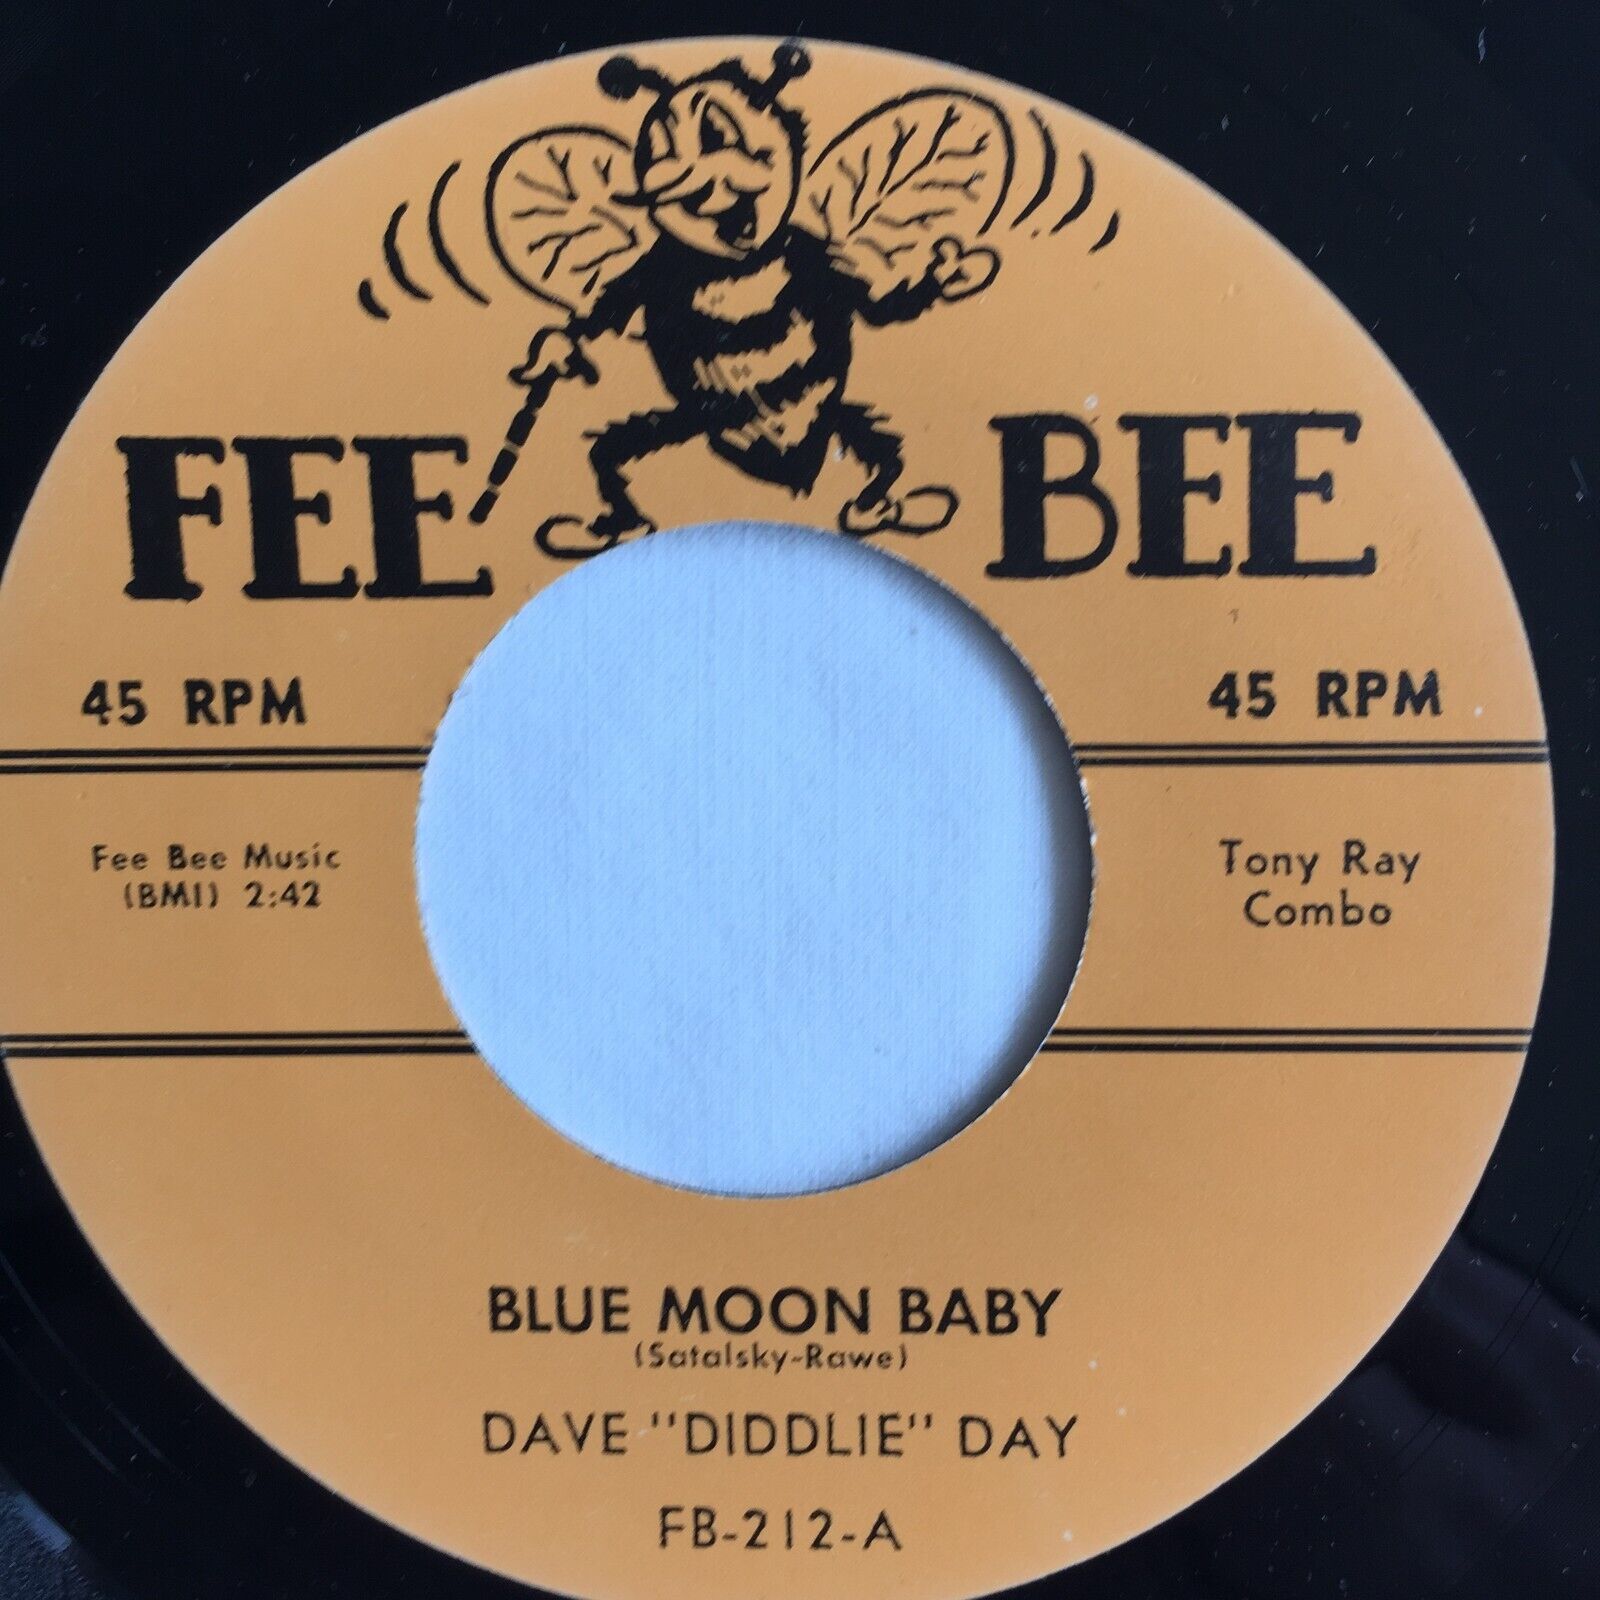 FEE BEE
45 RPM 45 RPM
Fee Bee Music
(BMI) 2:42
Tony Ray
Combo
BLUE MOON BABY
(Satalsky-Rawe)
DAVE "DIDDLIE" DAY
FB-212-A